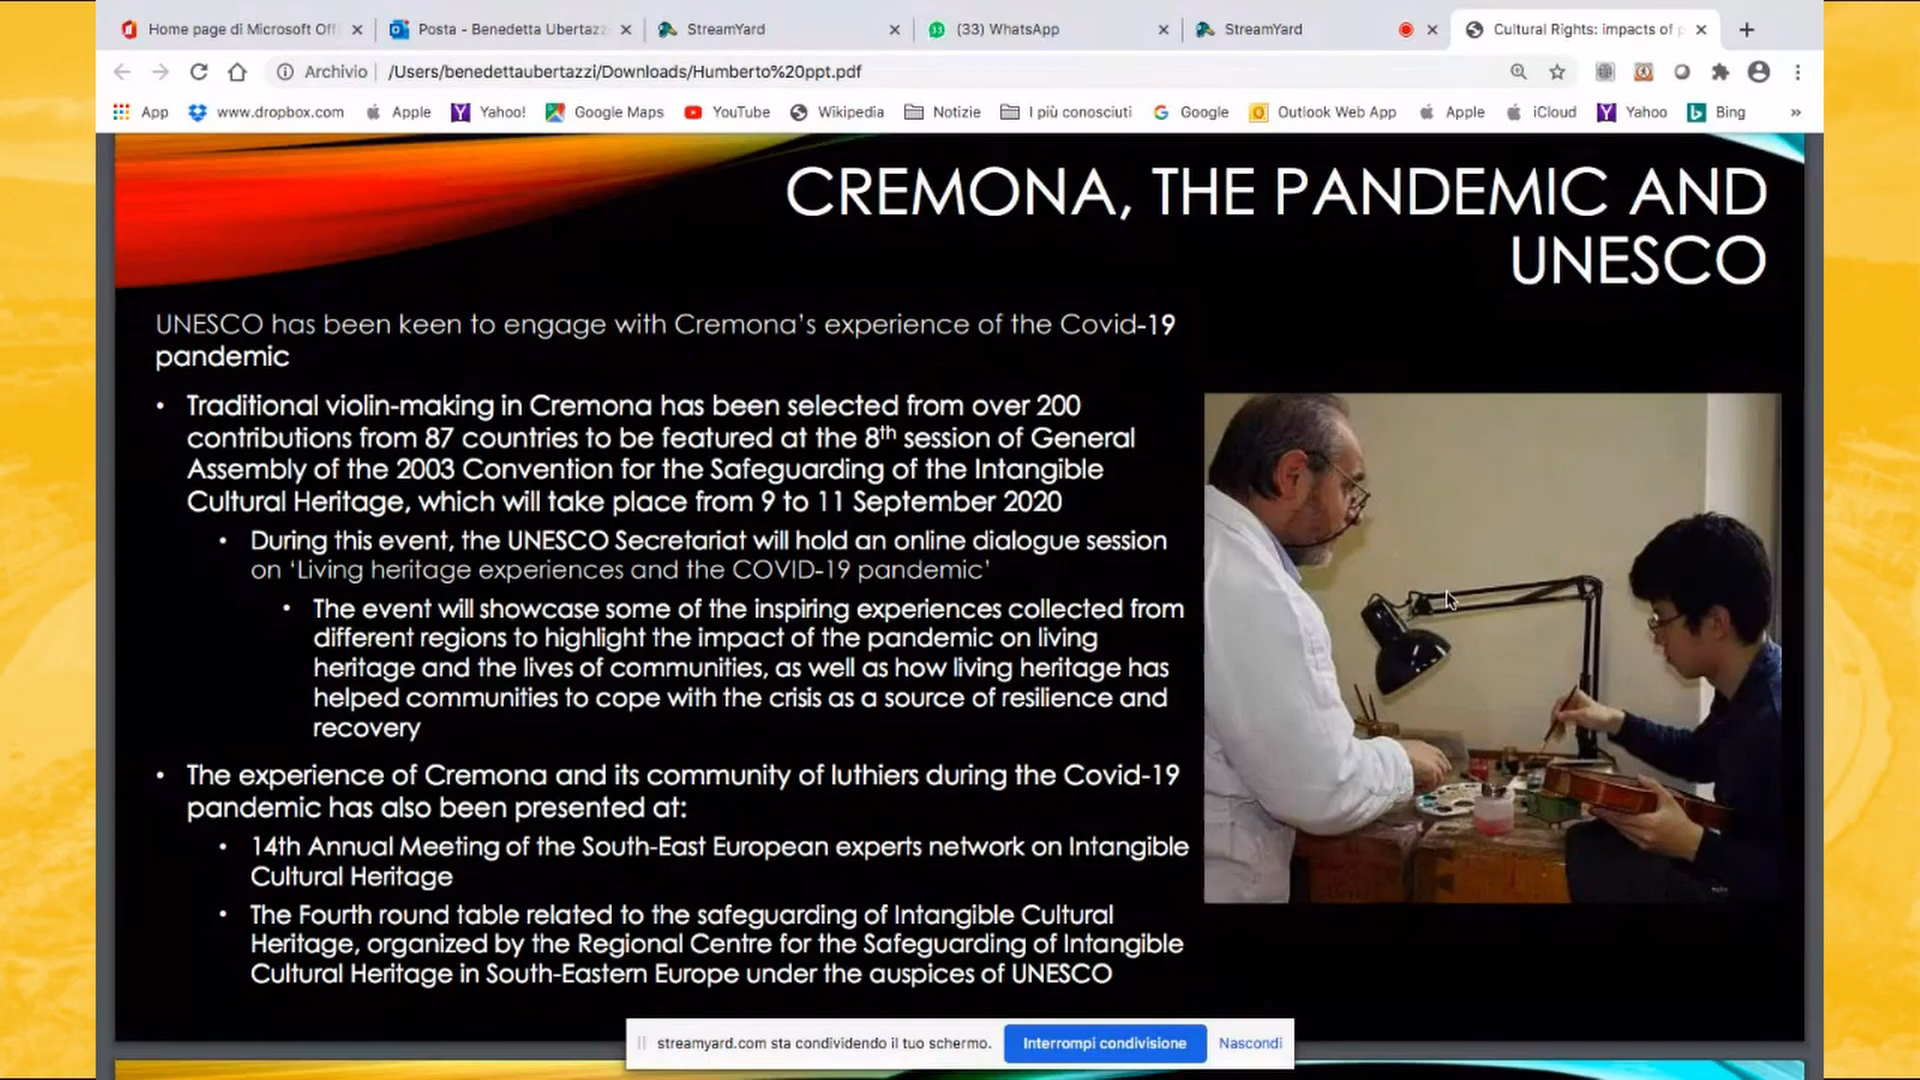 Home page di Microsoft Off
Posta - Benedetta Ubertazz
StreamYard
(33) WhatsApp
StreamYard
Cultural Rights: impacts of p
Archivio
/Users/benedettaubertazzi/Downloads/Humberto%20ppt.pdf
App
www.dropbox.com
Apple
Yahoo!
Google Maps
YouTube
Wikipedia
Notizie
I più conosciuti
Google
Outlook Web App
Apple
iCloud
Yahoo
Bing
»
CREMONA, THE PANDEMIC AND
UNESCO
UNESCO has been keen to engage with Cremona's experience of the Covid-19
pandemic
• Traditional violin-making in Cremona has been selected from over 200
contributions from 87 countries to be featured at the 8th session of General
Assembly of the 2003 Convention for the Safeguarding of the Intangible
Cultural Heritage, which will take place from 9 to 11 September 2020
• During this event, the UNESCO Secretariat will hold an online dialogue session
on 'Living heritage experiences and the COVID-19 pandemic'
• The event will showcase some of the inspiring experiences collected from
different regions to highlight the impact of the pandemic on living
heritage and the lives of communities, as well as how living heritage has
helped communities to cope with the crisis as a source of resilience and
recovery
• The experience of Cremona and its community of luthiers during the Covid-19
pandemic has also been presented at:
• 14th Annual Meeting of the South-East European experts network on Intangible
Cultural Heritage
• The Fourth round table related to the safeguarding of Intangible Cultural
Heritage, organized by the Regional Centre for the Safeguarding of Intangible
Cultural Heritage in South-Eastern Europe under the auspices of UNESCO
streamyard.com sta condividendo il tuo schermo.
Interrompi condivisione
Nascondi